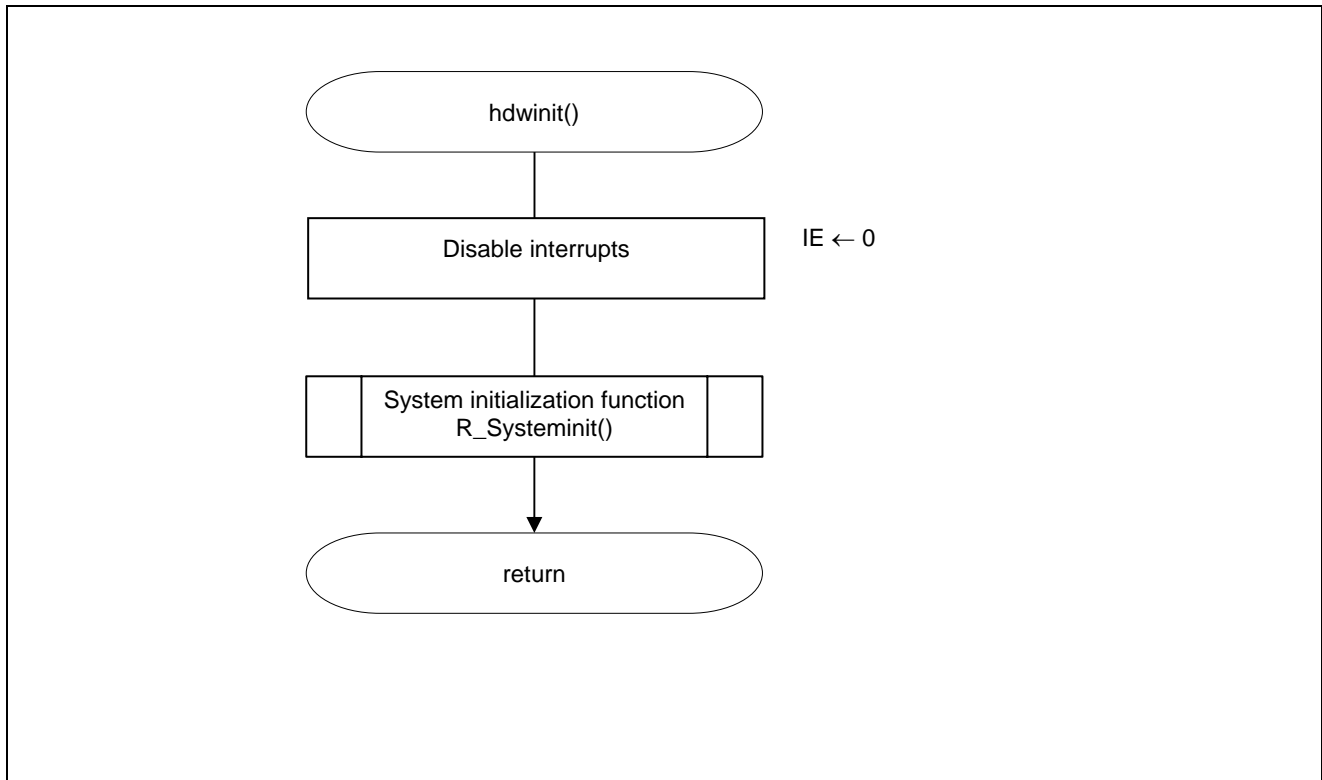 hdwinit()
Disable interrupts
IE ← 0
System initialization function
R_Systeminit()
return